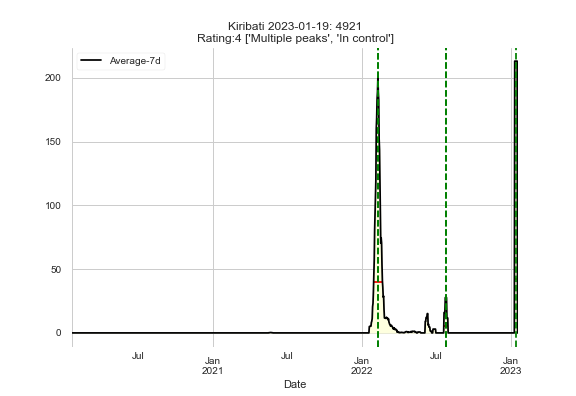 Kiribati 2023-01-19: 4921
Rating:4 ['Multiple peaks', 'In control']
Average-7d
200
150
100
50
0
Jul
Jan
2021
Jul
Jan
2022
Jul
Jan
2023
Date